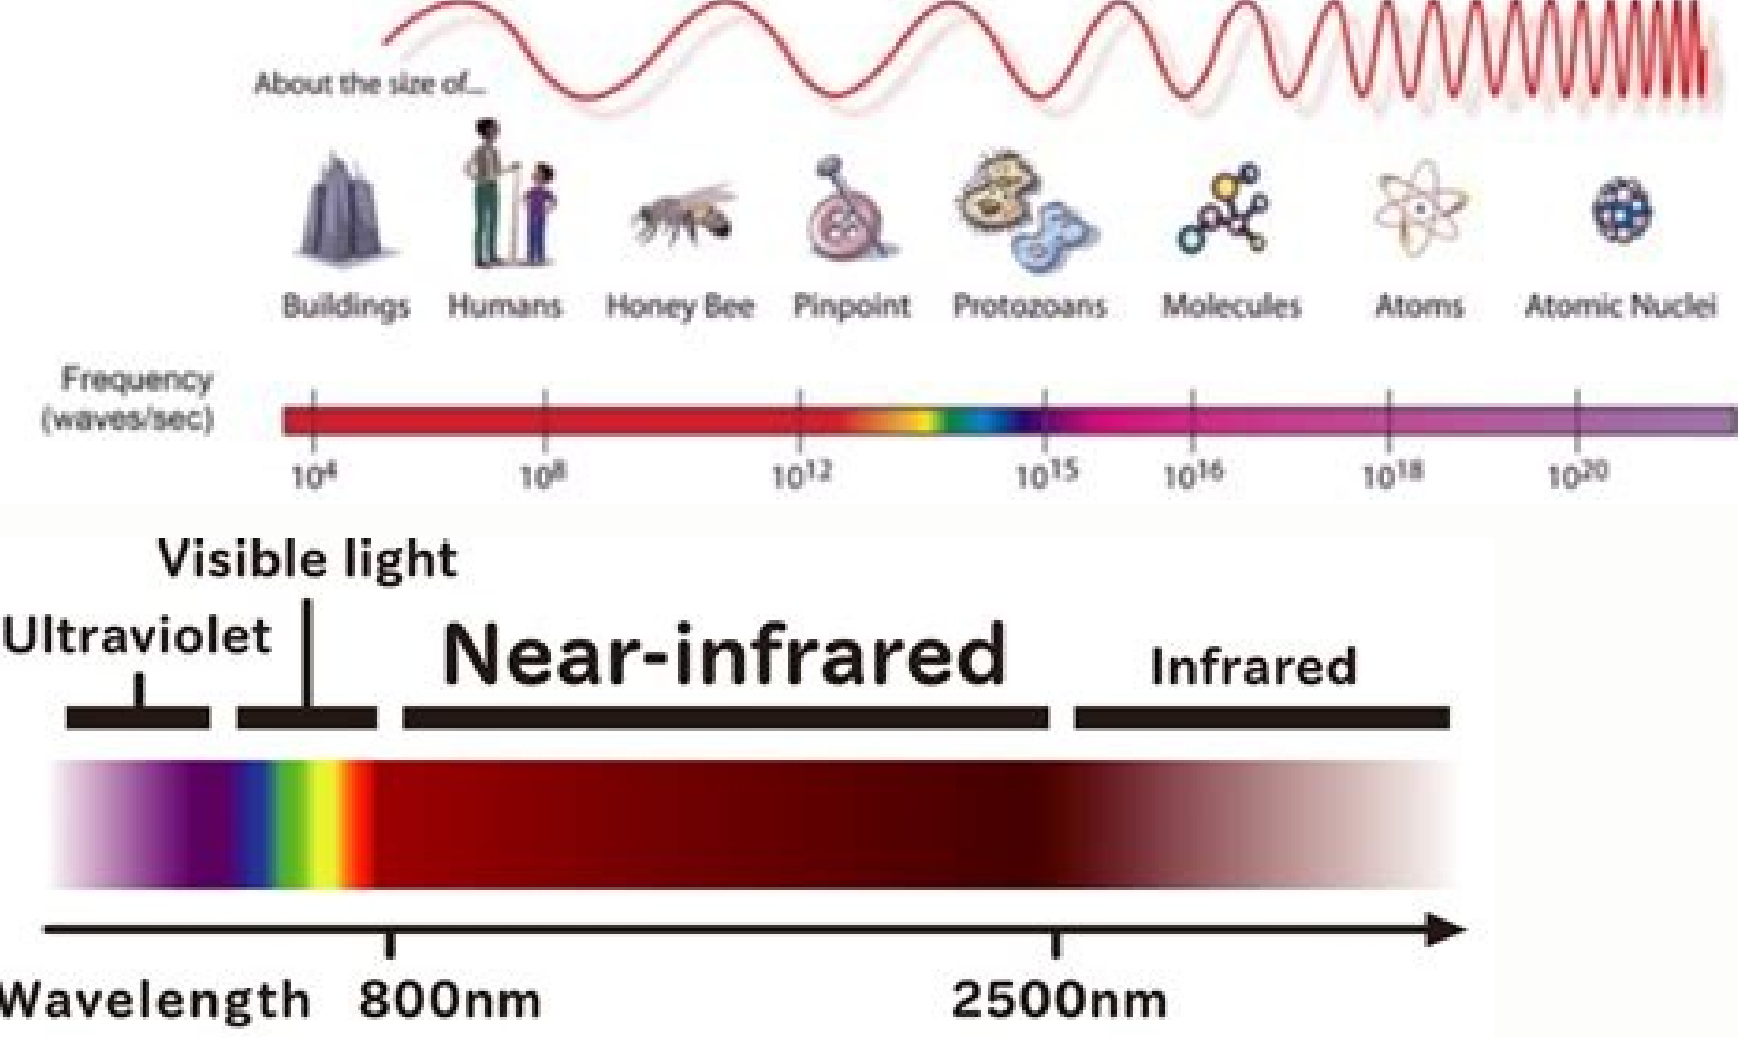 About the size of...
Buildings Humans Honey Bee Pinpoint Protozoans Molecules Atoms Atomic Nuclei
Frequency
(waves/sec)
10⁴ 10⁸ 10¹² 10¹⁵ 10¹⁶ 10¹⁸ 10²⁰
Visible light
Ultraviolet
Near-infrared
Infrared
Wavelength 800nm 2500nm